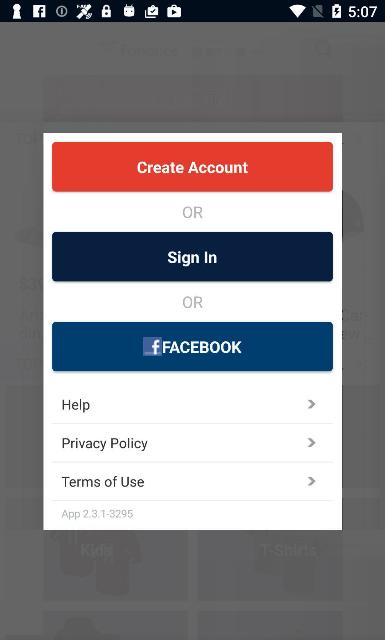 5:07
Create Account
OR
Sign In
OR
FACEBOOK
Help
Privacy Policy
Terms of Use
App 2.3.1-3295
Kids
T-Shirts